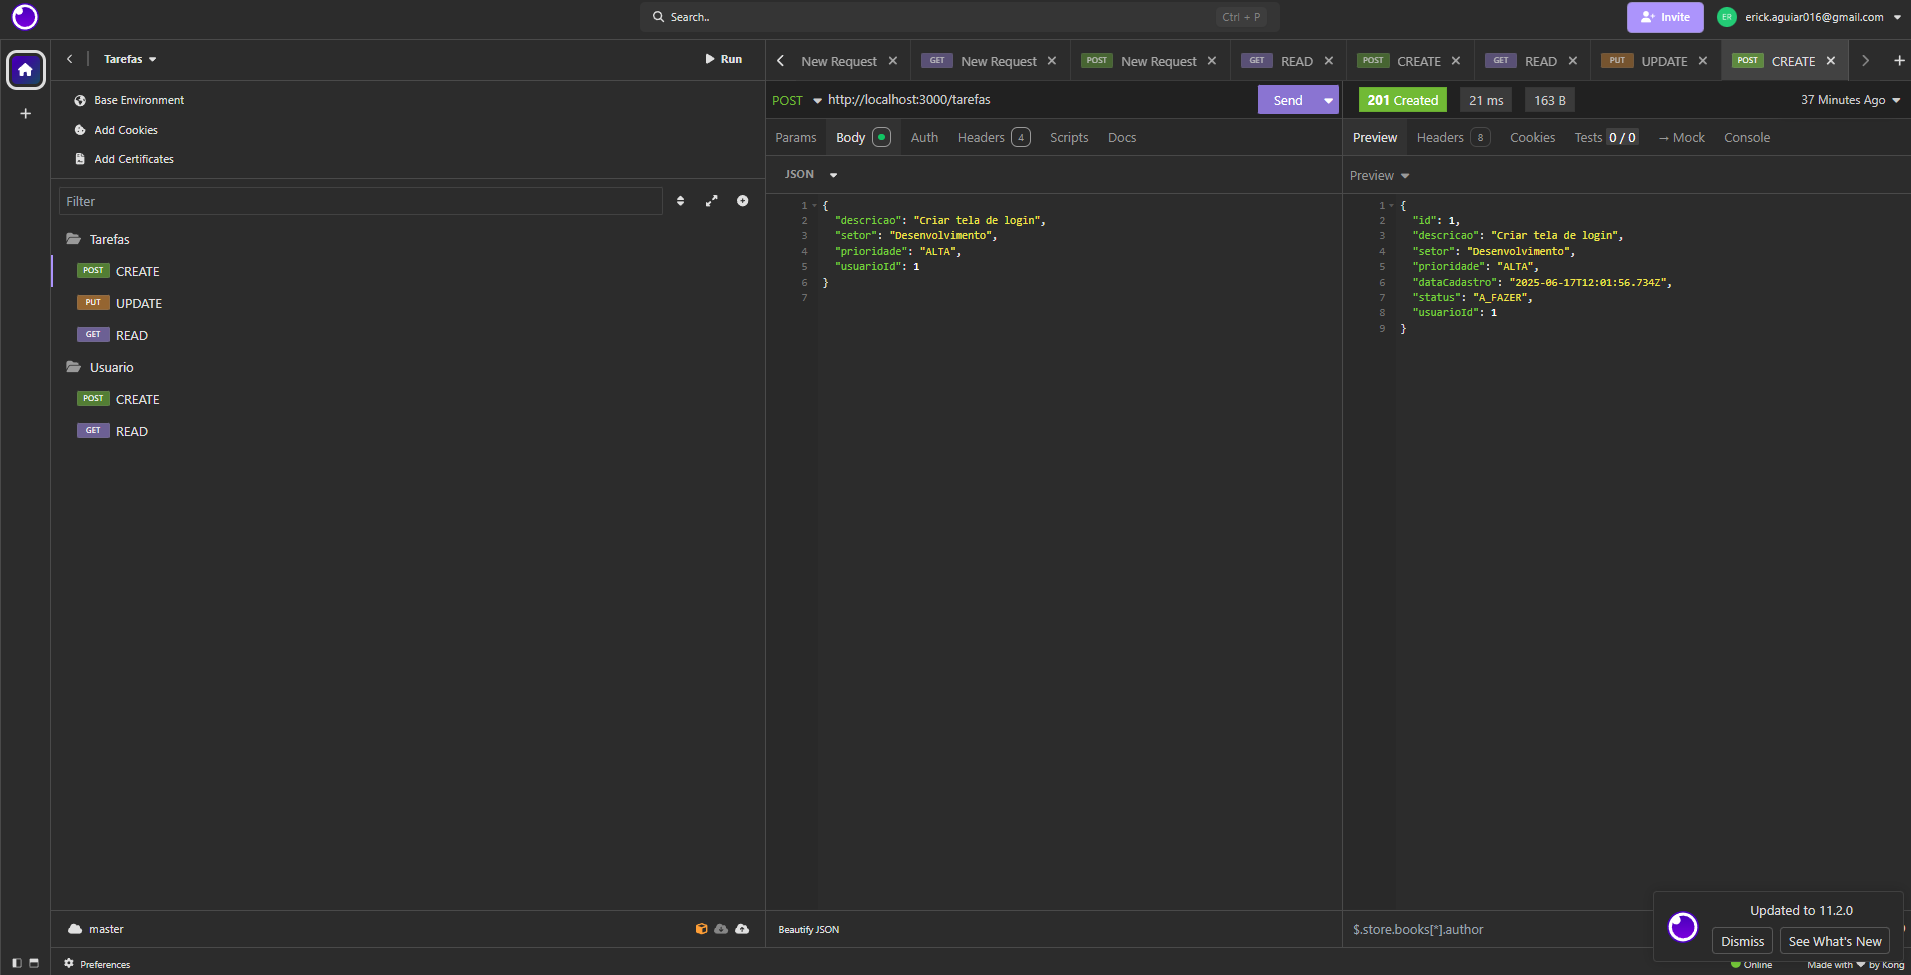 Search..
Ctrl + P
Invite
ER
erick.aguiar016@gmail.com
Tarefas
Run
New Request
GET New Request
POST New Request
GET READ
POST CREATE
GET READ
PUT UPDATE
POST CREATE
Base Environment
Add Cookies
Add Certificates
Filter
Tarefas
POST CREATE
PUT UPDATE
GET READ
Usuario
POST CREATE
GET READ
master
Preferences
POST http://localhost:3000/tarefas
Send
Params
Body
Auth
Headers 4
Scripts
Docs
JSON
1 {
2 "descricao": "Criar tela de login",
3 "setor": "Desenvolvimento",
4 "prioridade": "ALTA",
5 "usuarioId": 1
6 }
7
Beautify JSON
201 Created
21 ms
163 B
37 Minutes Ago
Preview
Headers 8
Cookies
Tests 0 / 0
→ Mock
Console
Preview
1 {
2 "id": 1,
3 "descricao": "Criar tela de login",
4 "setor": "Desenvolvimento",
5 "prioridade": "ALTA",
6 "dataCadastro": "2025-06-17T12:01:56.734Z",
7 "status": "A_FAZER",
8 "usuarioId": 1
9 }
$.store.books[*].author
Updated to 11.2.0
Dismiss
See What's New
Online
Made with ❤ by Kong